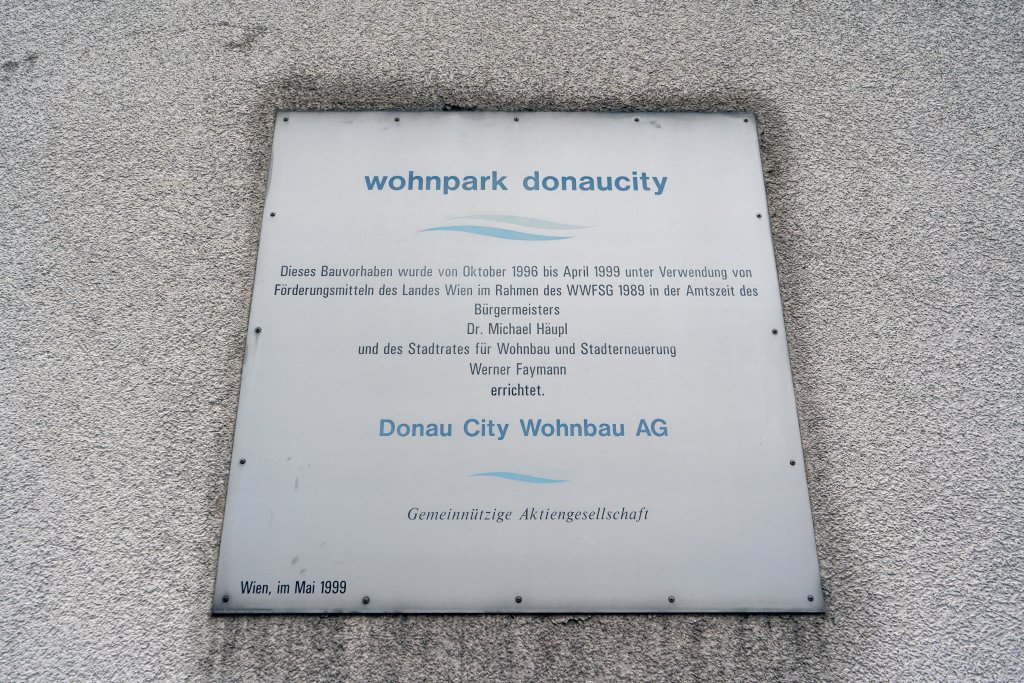 wohnpark donaucity
Dieses Bauvorhaben wurde von Oktober 1996 bis April 1999 unter Verwendung von
Förderungsmitteln des Landes Wien im Rahmen des WWFSG 1989 in der Amtszeit des
Bürgermeisters
Dr. Michael Häupl
und des Stadtrates für Wohnbau und Stadterneuerung
Werner Faymann
errichtet.
Donau City Wohnbau AG
Gemeinnützige Aktiengesellschaft
Wien, im Mai 1999